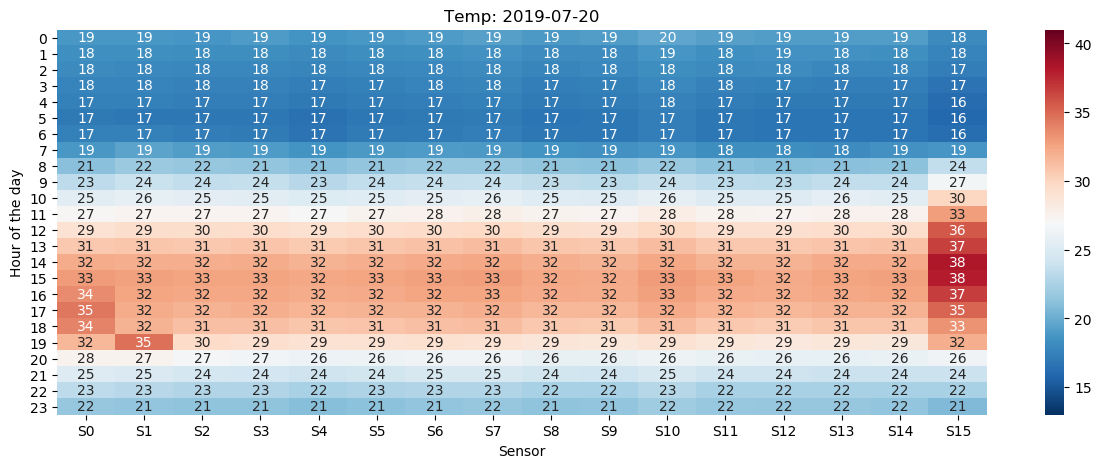 Temp: 2019-07-20
0 19 19 19 19 19 19 19 19 19 19 20 19 19 19 19 18
1 18 18 18 18 18 18 18 18 18 18 19 18 19 18 18 18
2 18 18 18 18 18 18 18 18 18 18 18 18 18 18 18 17
3 18 18 18 18 17 17 18 18 17 17 18 18 17 17 17 17
4 17 17 17 17 17 17 17 17 17 17 18 17 17 17 17 16
5 17 17 17 17 17 17 17 17 17 17 17 17 17 17 17 16
6 17 17 17 17 17 17 17 17 17 17 17 17 17 17 17 16
7 19 19 19 19 19 19 19 19 19 19 19 18 18 18 19 19
8 21 22 22 21 21 21 22 22 21 21 22 21 21 21 21 24
9 23 24 24 24 23 24 24 24 23 23 24 23 23 24 24 27
10 25 26 25 25 25 25 25 26 25 25 26 25 25 26 25 30
11 27 27 27 27 27 27 28 28 27 27 28 28 27 28 28 33
12 29 29 30 30 29 30 30 30 29 29 30 29 29 30 30 36
13 31 31 31 31 31 31 31 31 31 31 31 31 31 31 31 37
14 32 32 32 32 32 32 32 32 32 32 32 32 32 32 32 38
15 33 33 33 33 33 32 33 33 32 32 33 33 32 33 33 38
16 34 32 32 32 32 32 32 32 32 32 33 32 32 32 32 37
17 35 32 32 32 32 32 32 32 32 32 32 32 32 32 32 35
18 34 32 31 31 31 31 31 31 31 31 31 31 31 31 31 33
19 32 35 30 29 29 29 29 29 29 29 29 29 29 29 29 32
20 28 27 27 27 26 26 26 26 26 26 26 26 26 26 26 26
21 25 25 24 24 24 24 25 25 24 24 25 24 24 24 24 24
22 23 23 23 23 22 23 23 23 22 22 23 22 22 22 22 22
23 22 21 21 21 21 21 21 22 21 21 22 22 22 22 22 21
S0 S1 S2 S3 S4 S5 S6 S7 S8 S9 S10 S11 S12 S13 S14 S15
Sensor
Hour of the day
40
35
30
25
20
15